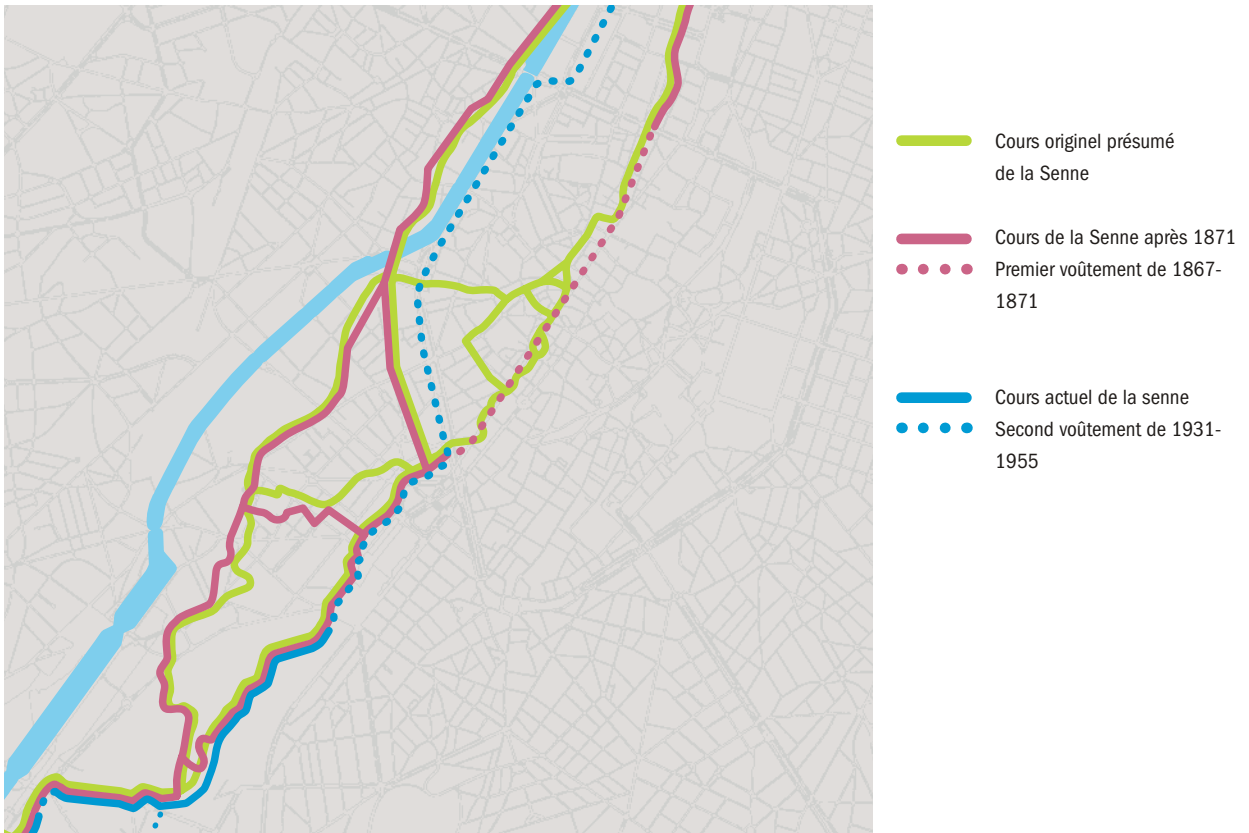 Cours originel présumé
de la Senne
Cours de la Senne après 1871
Premier voûtement de 1867-
1871
Cours actuel de la senne
Second voûtement de 1931-
1955